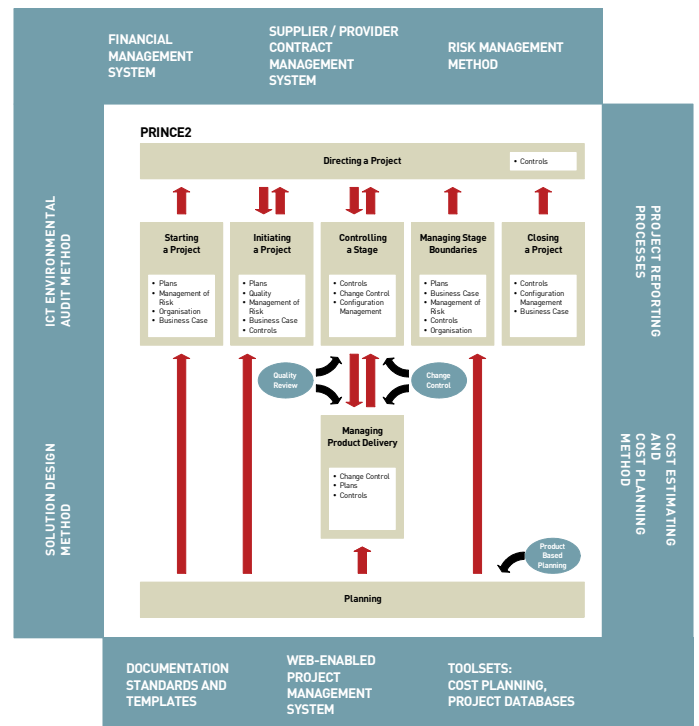 FINANCIAL
MANAGEMENT
SYSTEM
SUPPLIER / PROVIDER
CONTRACT
MANAGEMENT
SYSTEM
RISK MANAGEMENT
METHOD
ICT ENVIRONMENTAL
AUDIT METHOD
SOLUTION DESIGN
METHOD
PRINCE2
Directing a Project
• Controls
Starting
a Project
• Plans
• Management of
Risk
• Organisation
• Business Case
Initiating
a Project
• Plans
• Quality
• Management of
Risk
• Business Case
• Controls
Controlling
a Stage
• Controls
• Change Control
• Configuration
Management
Managing Stage
Boundaries
• Plans
• Business Case
• Management of
Risk
• Controls
• Organisation
Closing
a Project
• Controls
• Configuration
Management
• Business Case
Quality
Review
Change
Control
Managing
Product Delivery
• Change Control
• Plans
• Controls
Product
Based
Planning
Planning
PROJECT REPORTING
PROCESSES
COST ESTIMATING
AND
COST PLANNING
METHOD
DOCUMENTATION
STANDARDS AND
TEMPLATES
WEB-ENABLED
PROJECT
MANAGEMENT
SYSTEM
TOOLSETS:
COST PLANNING,
PROJECT DATABASES